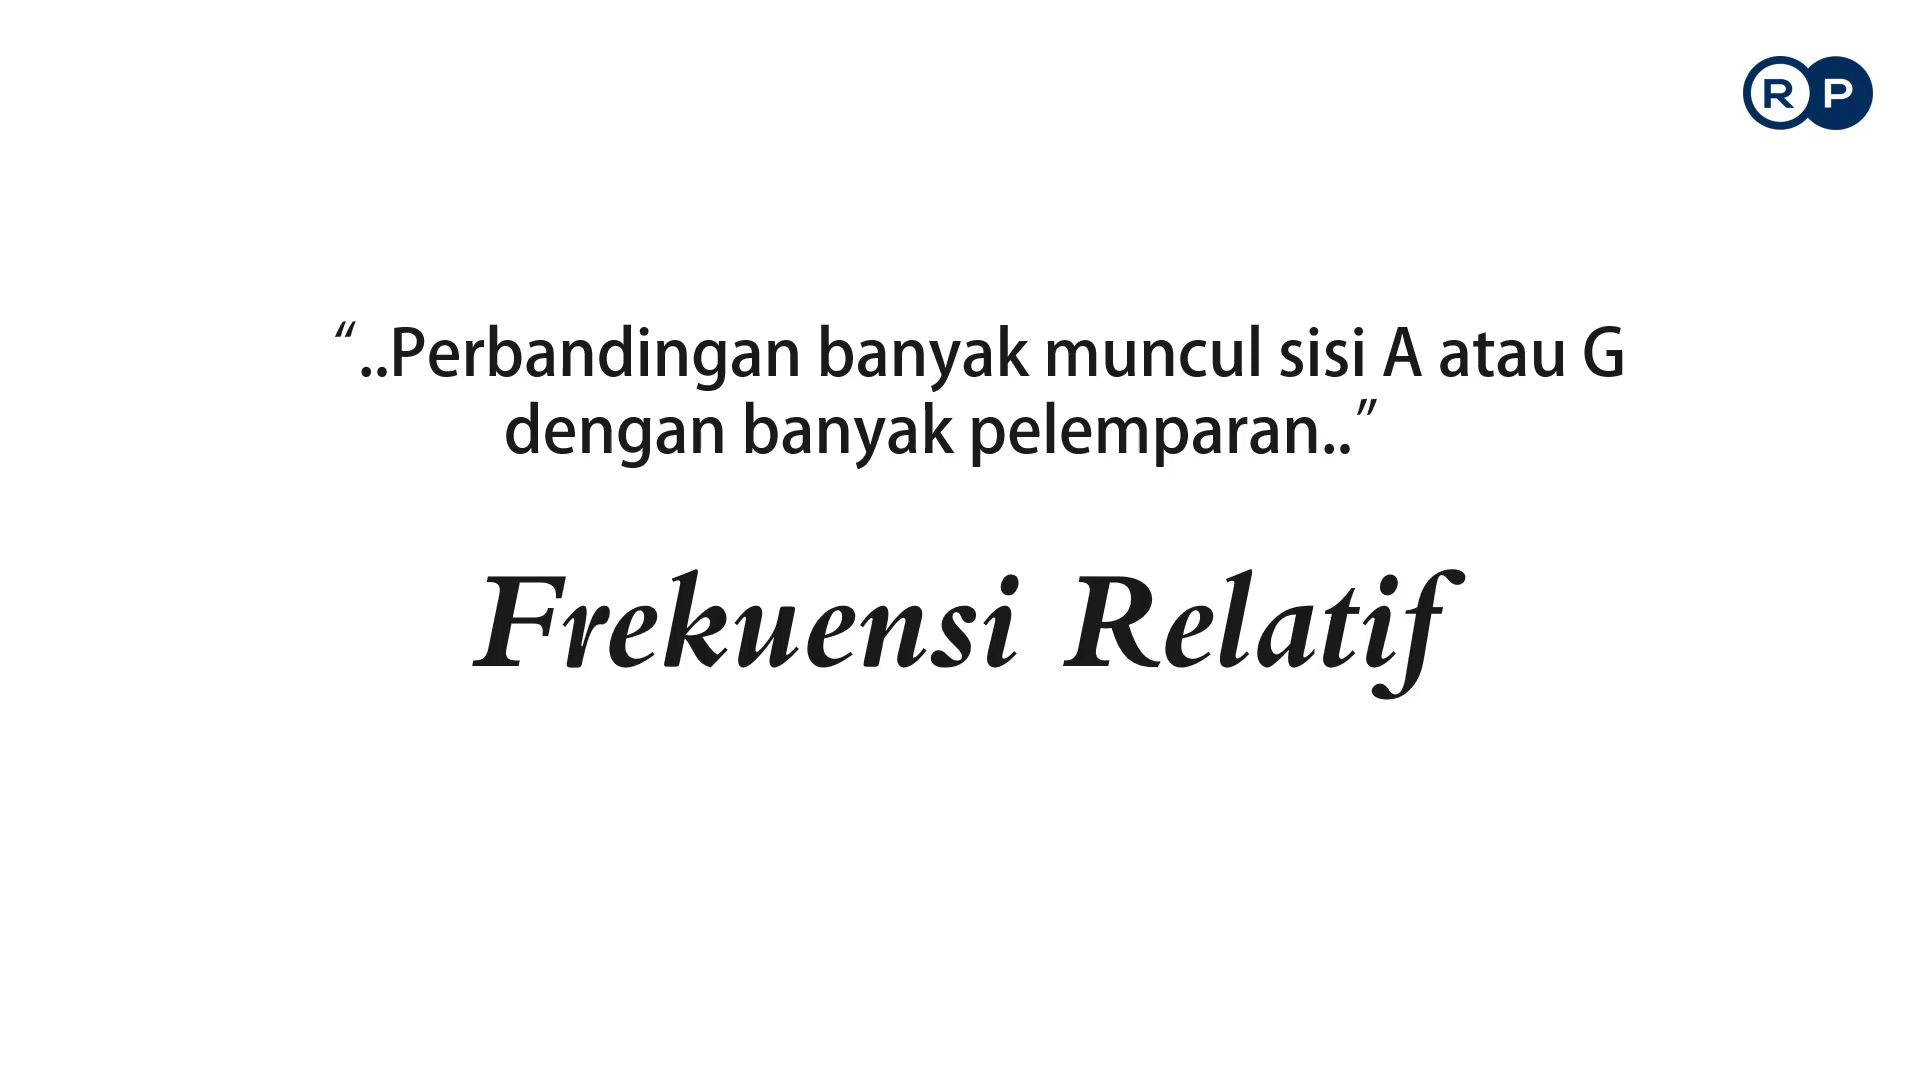 R P
“..Perbandingan banyak muncul sisi A atau G
dengan banyak pelemparan..”
Frekuensi Relatif